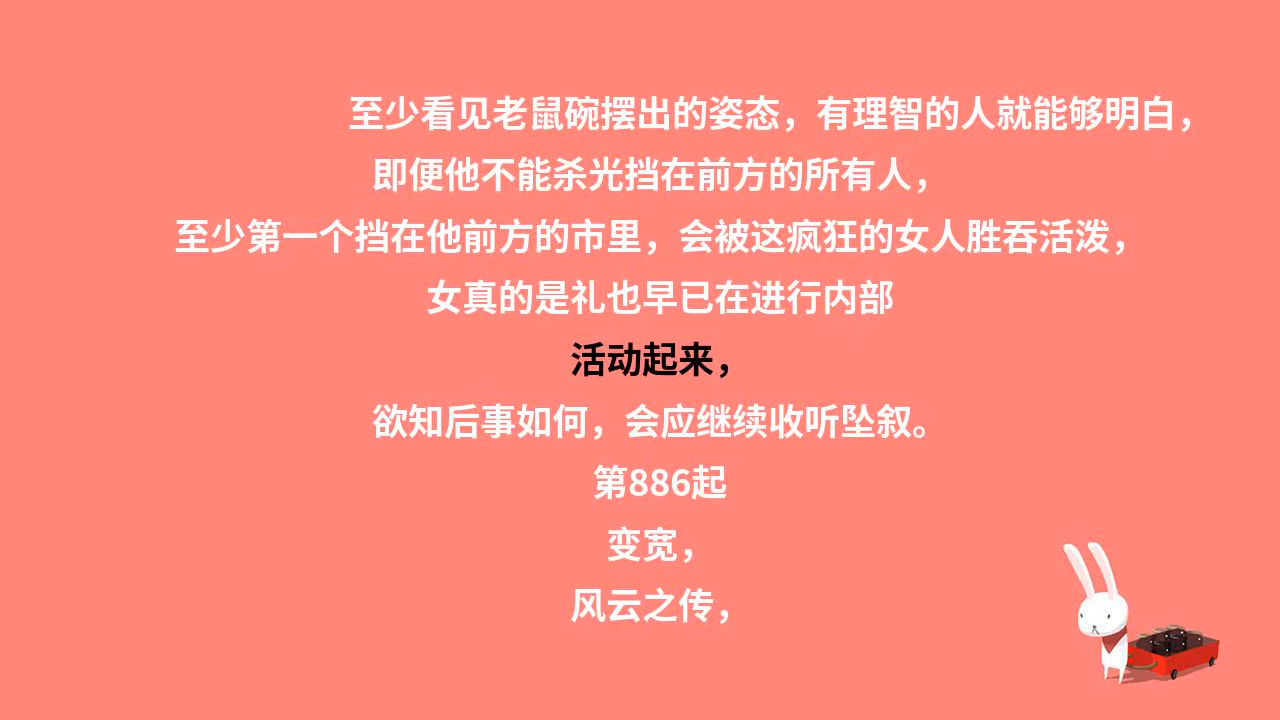 至少看见老鼠碗摆出的姿态，有理智的人就能够明白，
即便他不能杀光挡在前方的所有人，
至少第一个挡在他前方的市里，会被这疯狂的女人胜吞活泼，
女真的是礼也早已在进行内部
活动起来，
欲知后事如何，会应继续收听坠叙。
第886起
变宽，
风云之传，